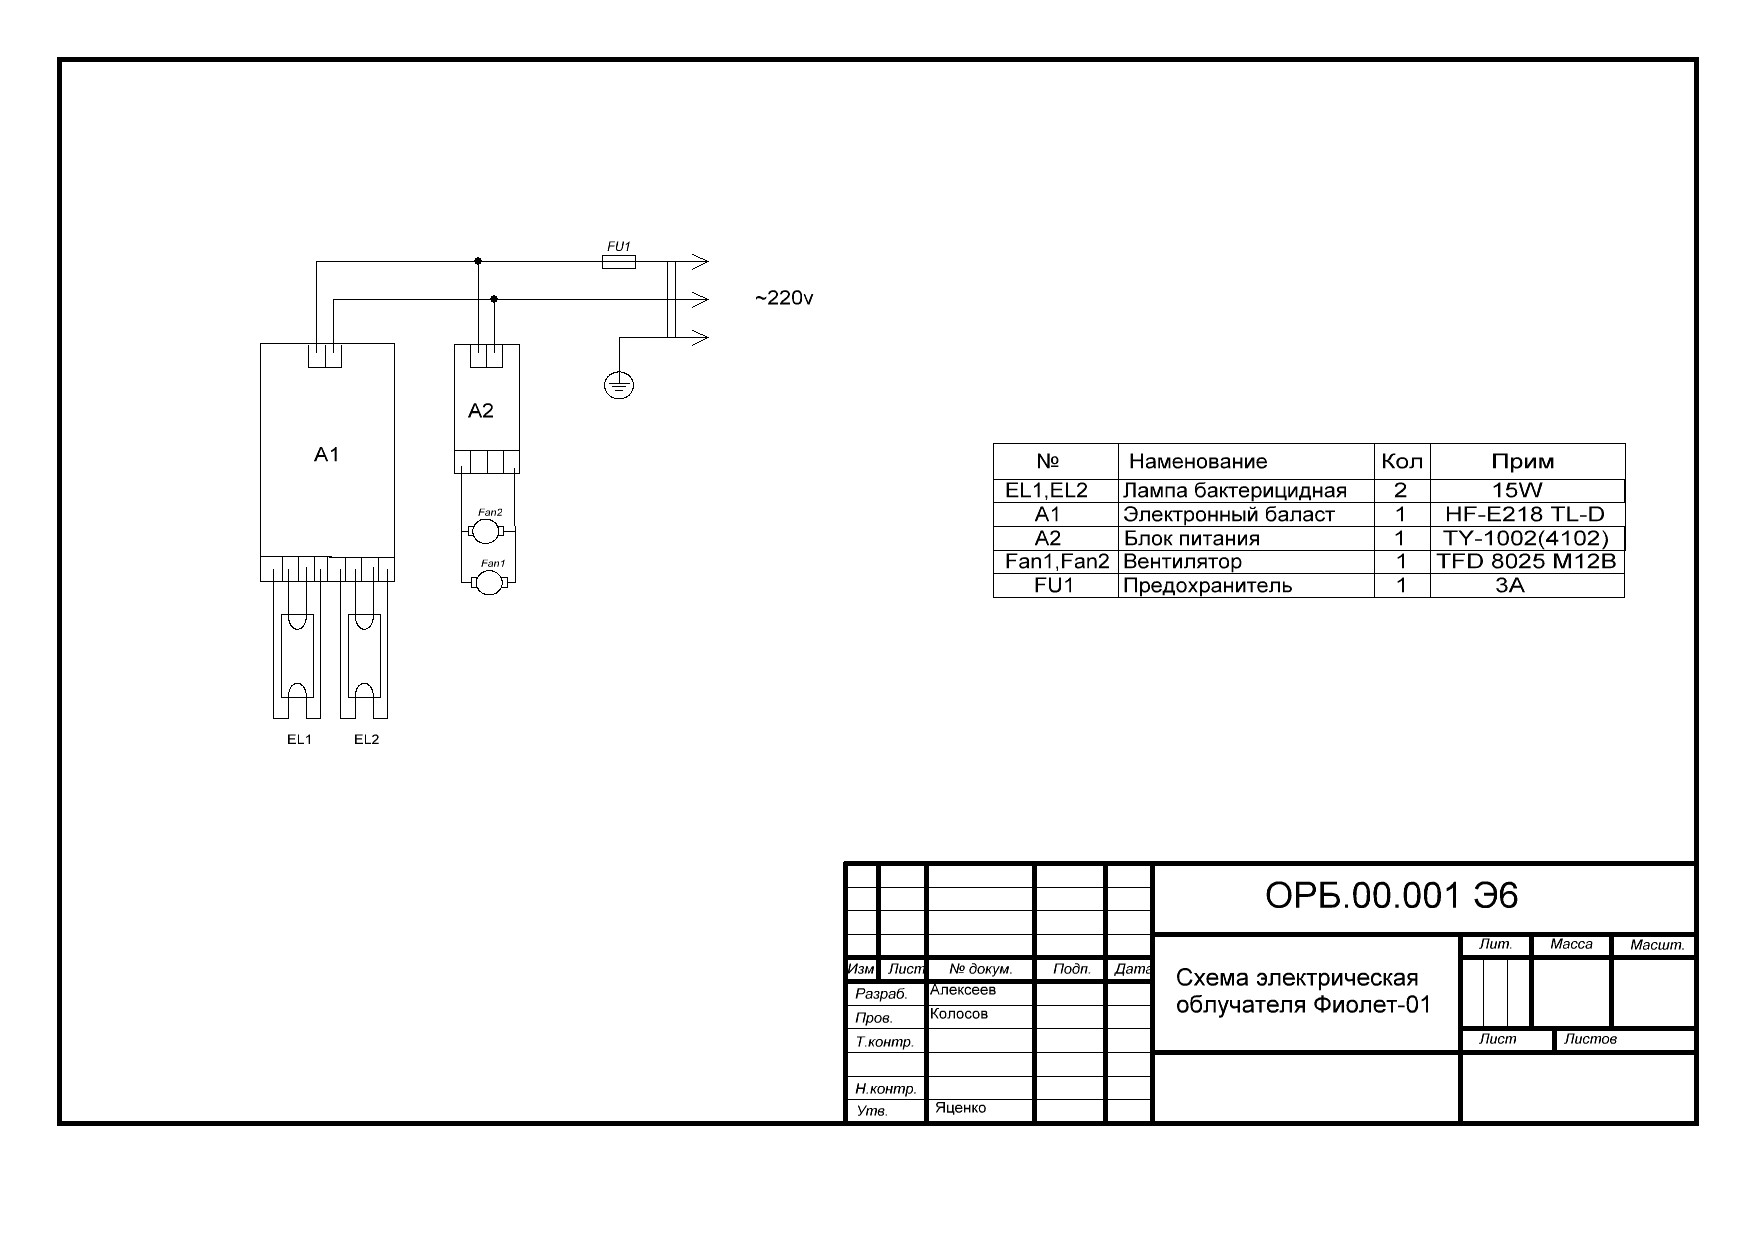 FU1
~220v
A1
A2
Fan2
Fan1
EL1 EL2
№ Наменование Кол Прим
EL1,EL2 Лампа бактерицидная 2 15W
A1 Электронный баласт 1 HF-E218 TL-D
A2 Блок питания 1 TY-1002(4102)
Fan1,Fan2 Вентилятор 1 TFD 8025 M12B
FU1 Предохранитель 1 3A
ОРБ.00.001 Э6
Схема электрическая
облучателя Фиолет-01
Лит. Масса Масшт.
Лист Листов
Изм Лист № докум. Подп. Дата
Разраб. Алексеев
Пров. Колосов
Т.контр.
Н.контр.
Утв. Яценко